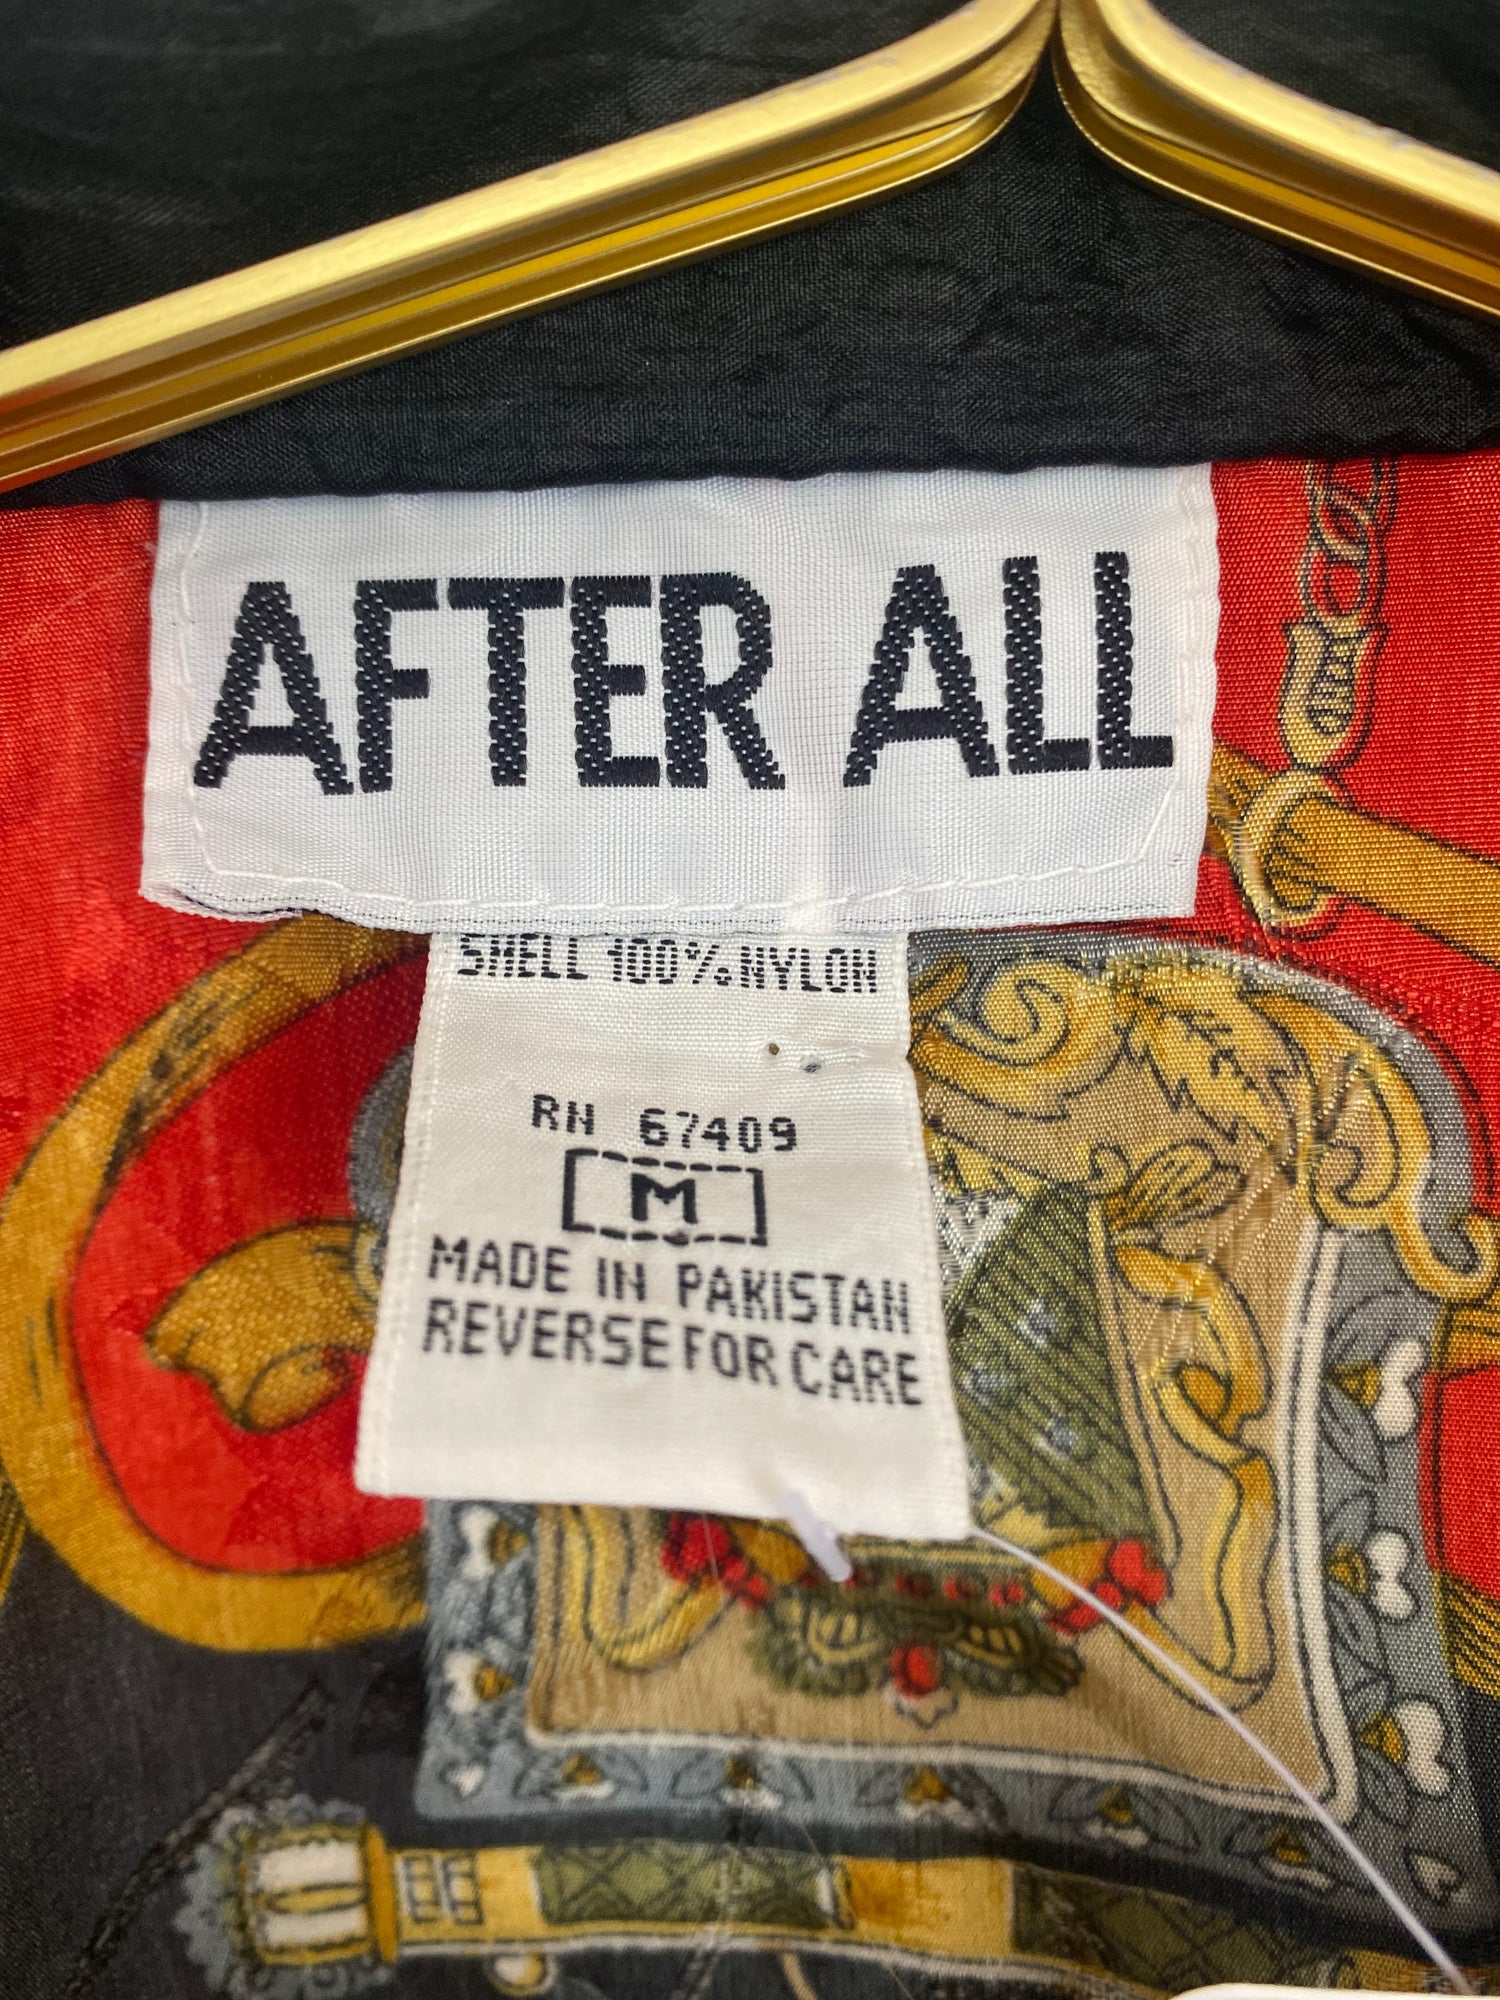 AFTER ALL
SHELL 100% NYLON
RN 67409
M
MADE IN PAKISTAN
REVERSE FOR CARE